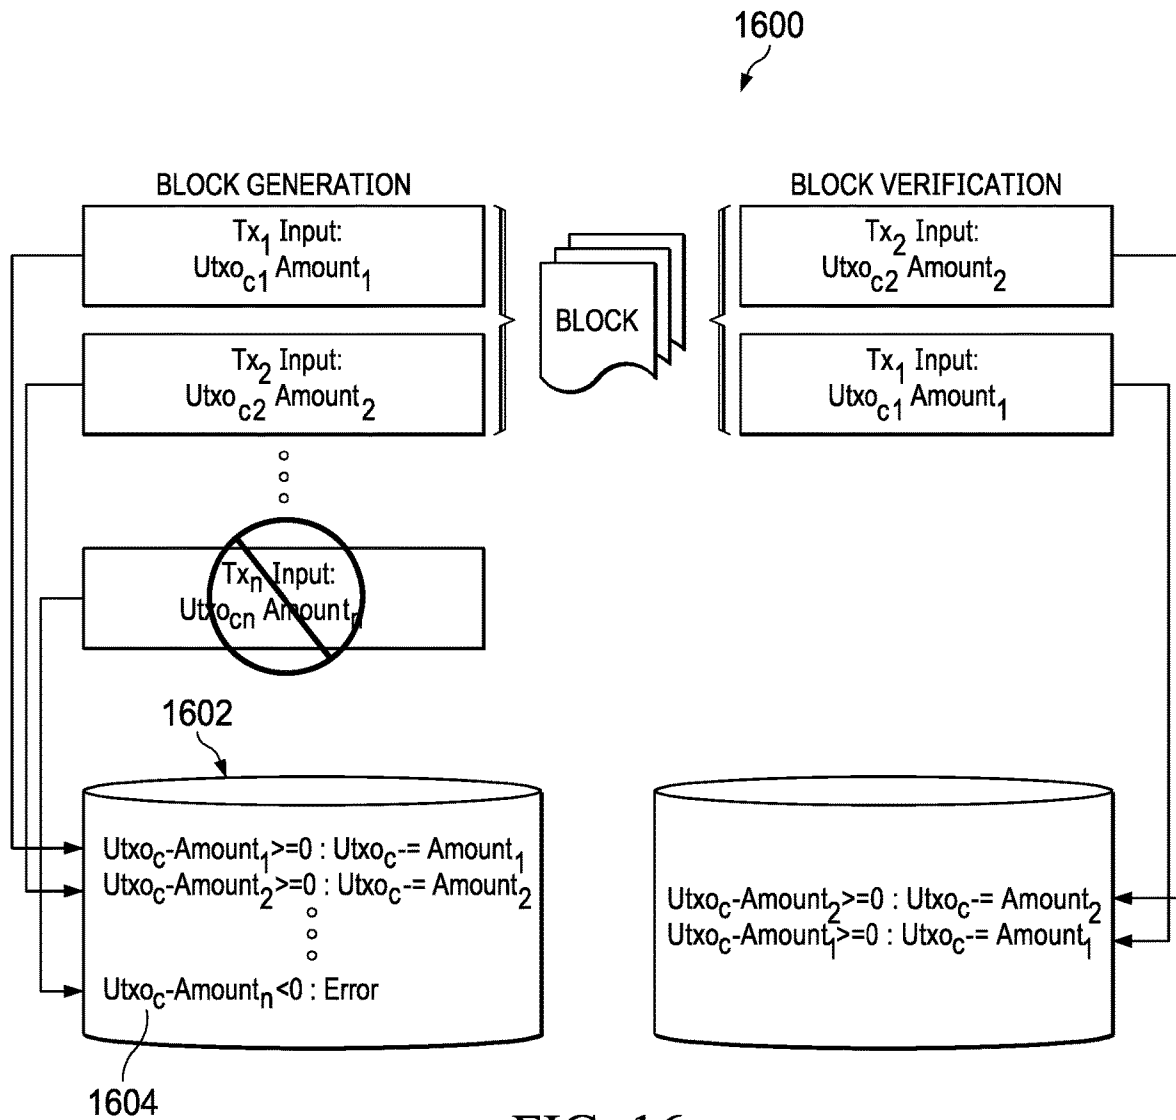 1600
BLOCK GENERATION
Tx1 Input:
Utxoc1 Amount1
Tx2 Input:
Utxoc2 Amount2
Txn Input:
Utxocn Amountn
BLOCK
BLOCK VERIFICATION
Tx2 Input:
Utxoc2 Amount2
Tx1 Input:
Utxoc1 Amount1
1602
Utxoc-Amount1>=0 : Utxoc-= Amount1
Utxoc-Amount2>=0 : Utxoc-= Amount2
Utxoc-Amountn<0 : Error
1604
Utxoc-Amount2>=0 : Utxoc-= Amount2
Utxoc-Amount1>=0 : Utxoc-= Amount1
FIG. 16